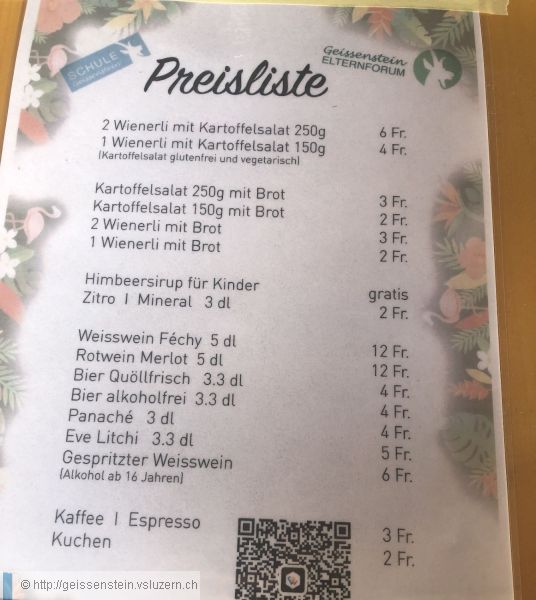 SCHULE
Geissenstein
ELTERNFORUM
Preisliste
2 Wienerli mit Kartoffelsalat 250g 6 Fr.
1 Wienerli mit Kartoffelsalat 150g 4 Fr.
(Kartoffelsalat glutenfrei und vegetarisch)
Kartoffelsalat 250g mit Brot 3 Fr.
Kartoffelsalat 150g mit Brot 2 Fr.
2 Wienerli mit Brot 3 Fr.
1 Wienerli mit Brot 2 Fr.
Himbeersirup für Kinder gratis
Zitro I Mineral 3 dl 2 Fr.
Weisswein Féchy 5 dl 12 Fr.
Rotwein Merlot 5 dl 12 Fr.
Bier Quöllfrisch 3.3 dl 4 Fr.
Bier alkoholfrei 3.3 dl 4 Fr.
Panaché 3 dl 4 Fr.
Eve Litchi 3.3 dl 5 Fr.
Gespritzter Weisswein 6 Fr.
(Alkohol ab 16 Jahren)
Kaffee I Espresso 3 Fr.
Kuchen 2 Fr.
© http://geissenstein.vsluzern.ch